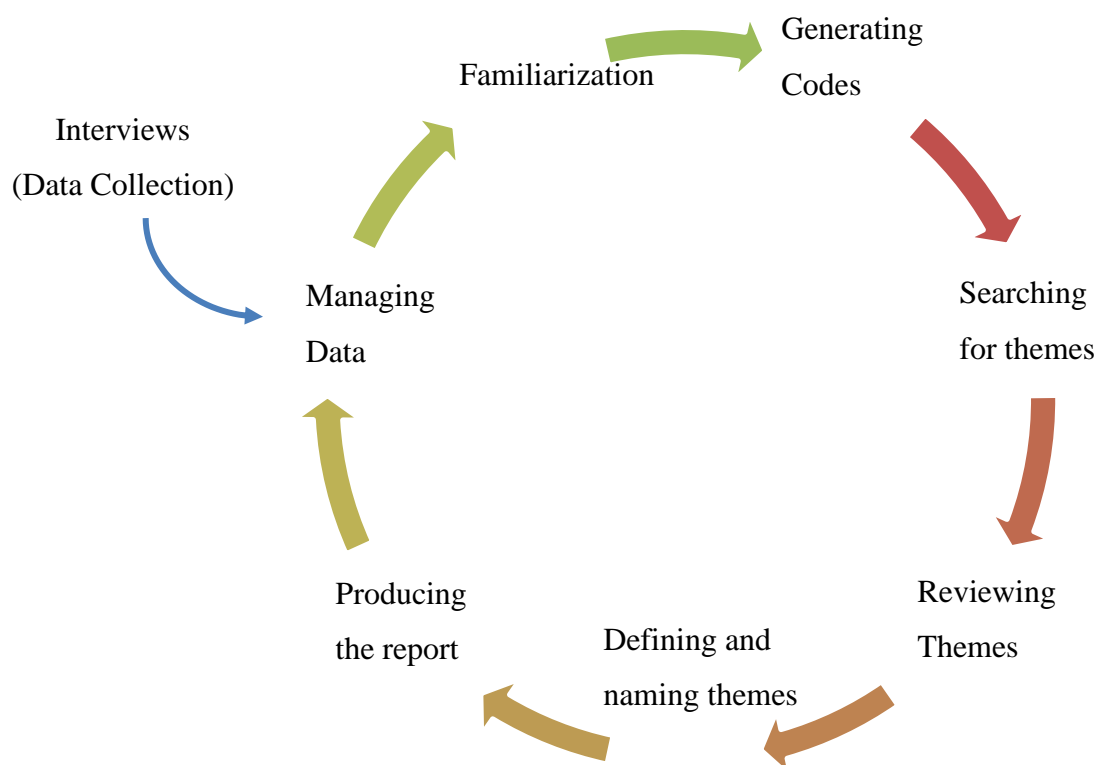 Interviews
(Data Collection)
Managing
Data
Familiarization
Generating
Codes
Searching
for themes
Reviewing
Themes
Defining and
naming themes
Producing
the report